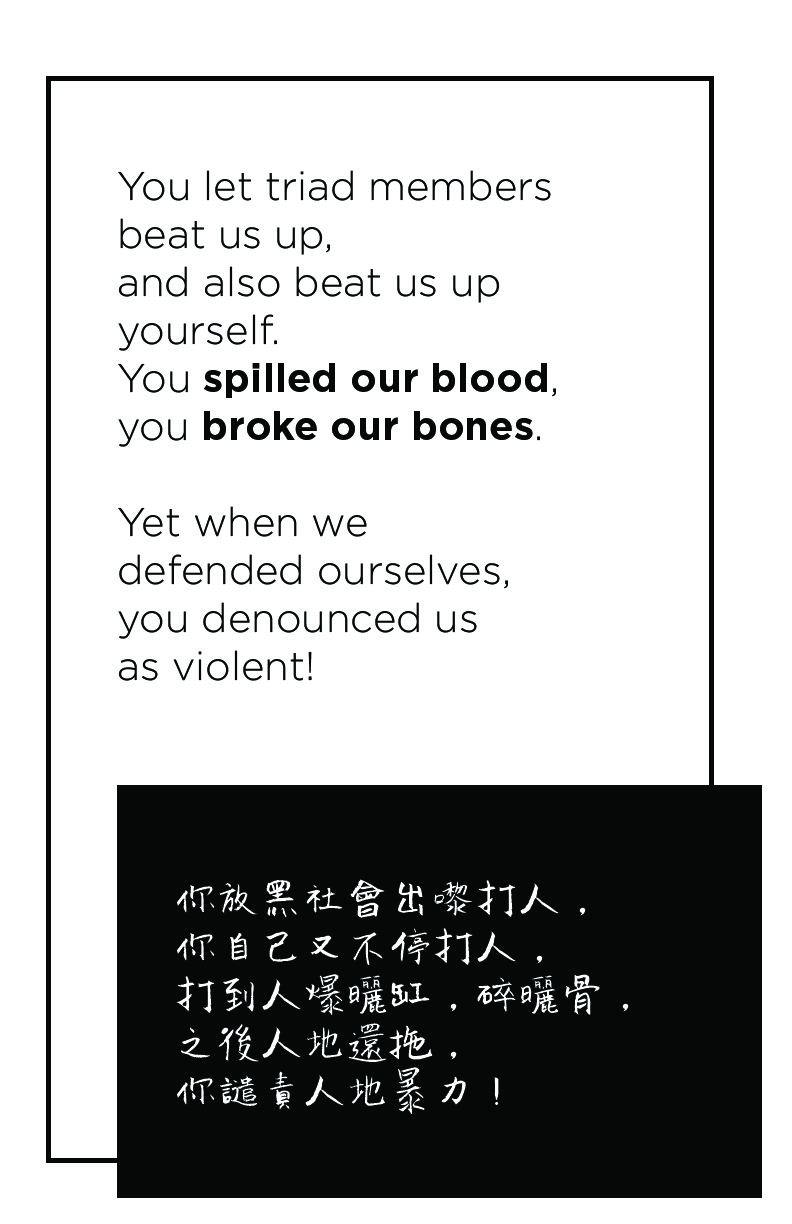 You let triad members
beat us up,
and also beat us up
yourself.
You spilled our blood,
you broke our bones.
Yet when we
defended ourselves,
you denounced us
as violent!
你放黑社會出嚟打人，
你自己又不停打人，
打到人爆曬缸，碎曬骨，
之後人地還拖，
你譴責人地暴力！